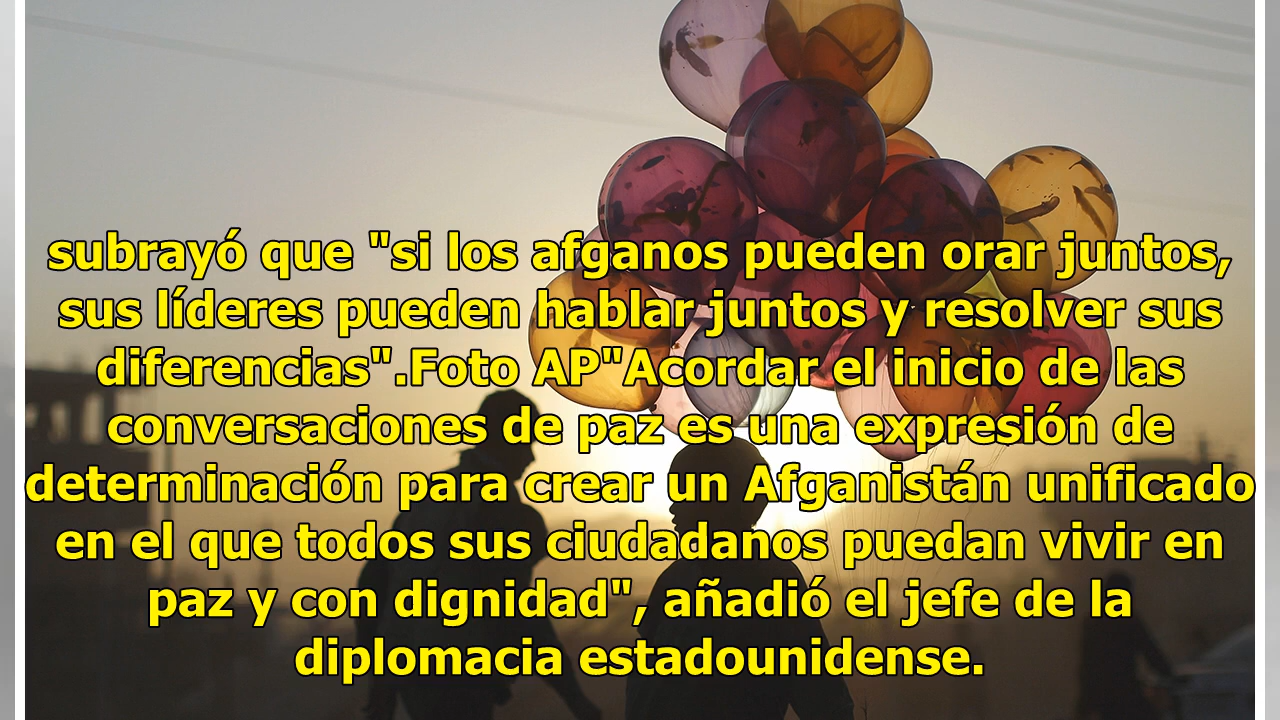 subrayó que "si los afganos pueden orar juntos,
sus líderes pueden hablar juntos y resolver sus
diferencias".Foto AP"Acordar el inicio de las
conversaciones de paz es una expresión de
determinación para crear un Afganistán unificado
en el que todos sus ciudadanos puedan vivir en
paz y con dignidad", añadió el jefe de la
diplomacia estadounidense.